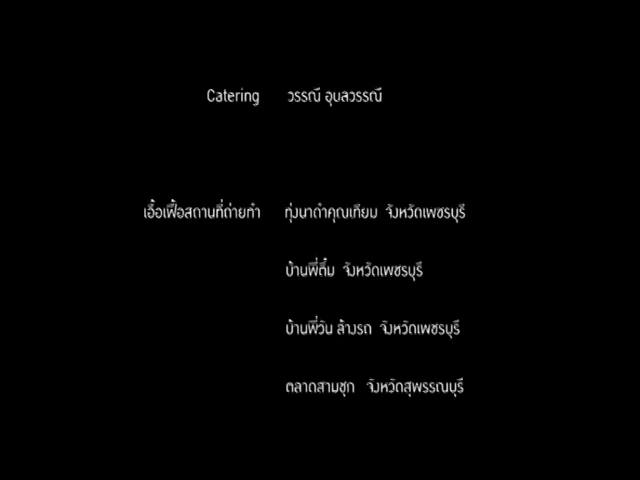 Catering วรรณี อุบลวรรณี
เอื้อเฟื้อสถานที่ถ่ายทำ ทุ่งนาดำคุณเทียม จังหวัดเพชรบุรี
บ้านพี่ติ๋ม จังหวัดเพชรบุรี
บ้านพี่วัน ล้างรถ จังหวัดเพชรบุรี
ตลาดสามชุก จังหวัดสุพรรณบุรี